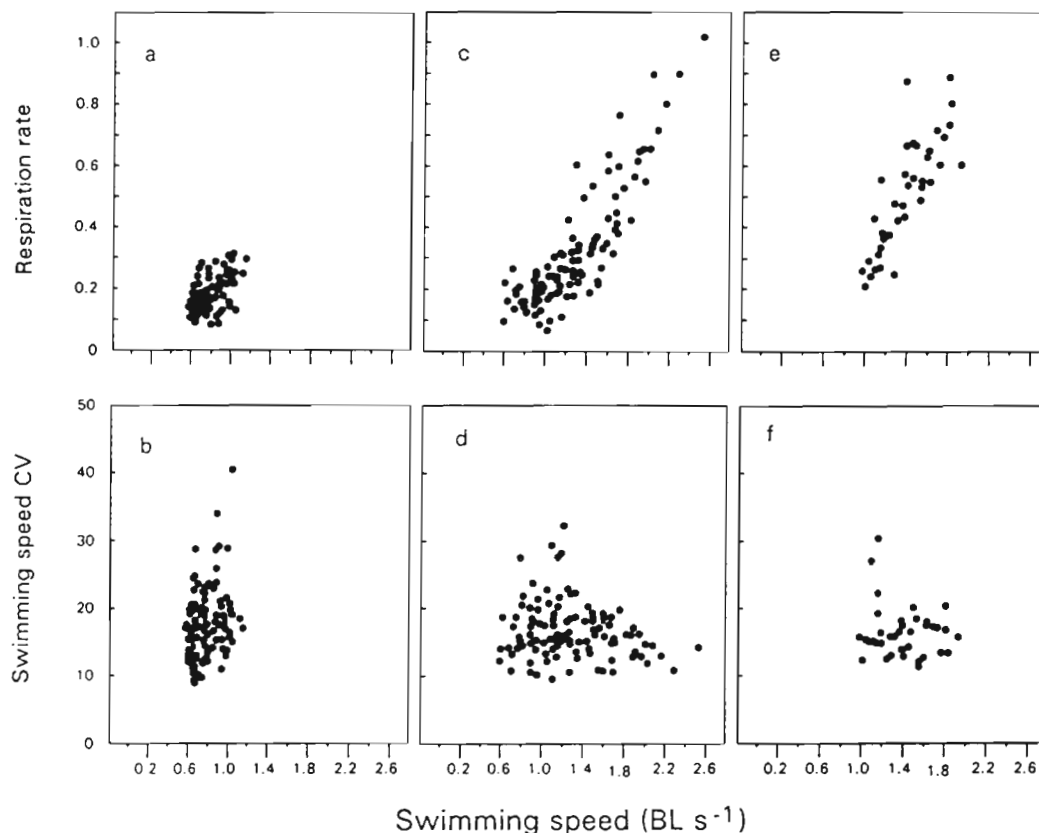 a c e
1.0
0.8
0.6
0.4
0.2
0
Respiration rate
b d f
50
40
30
20
10
0
Swimming speed CV
0.2 0.6 1.0 1.4 1.8 2.2 2.6 0.2 0.6 1.0 1.4 1.8 2.2 2.6 0.2 0.6 1.0 1.4 1.8 2.2 2.6
Swimming speed (BL s⁻¹)